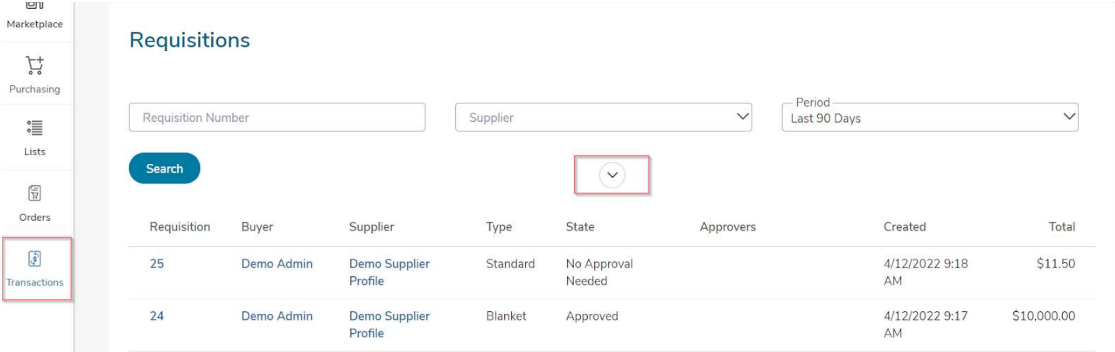 Marketplace
Purchasing
Lists
Orders
Transactions
Requisitions
Requisition Number
Supplier
Period
Last 90 Days
Search
Requisition Buyer Supplier Type State Approvers Created Total
25 Demo Admin Demo Supplier Standard No Approval 4/12/2022 9:18 $11.50
Profile Needed AM
24 Demo Admin Demo Supplier Blanket Approved 4/12/2022 9:17 $10,000.00
Profile AM